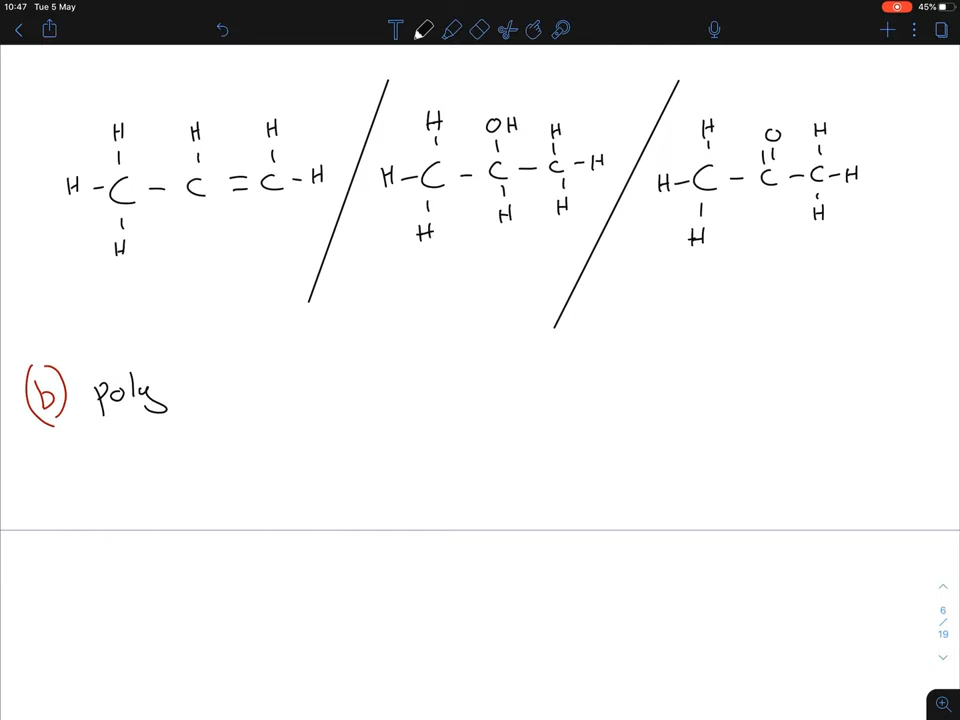 10:47 Tue 5 May 45%
T
H H H
H - C - C = C - H
H
H OH H
H - C - C - C - H
H H H
H O H
H - C - C - C - H
H H
(b) poly
6
/
19